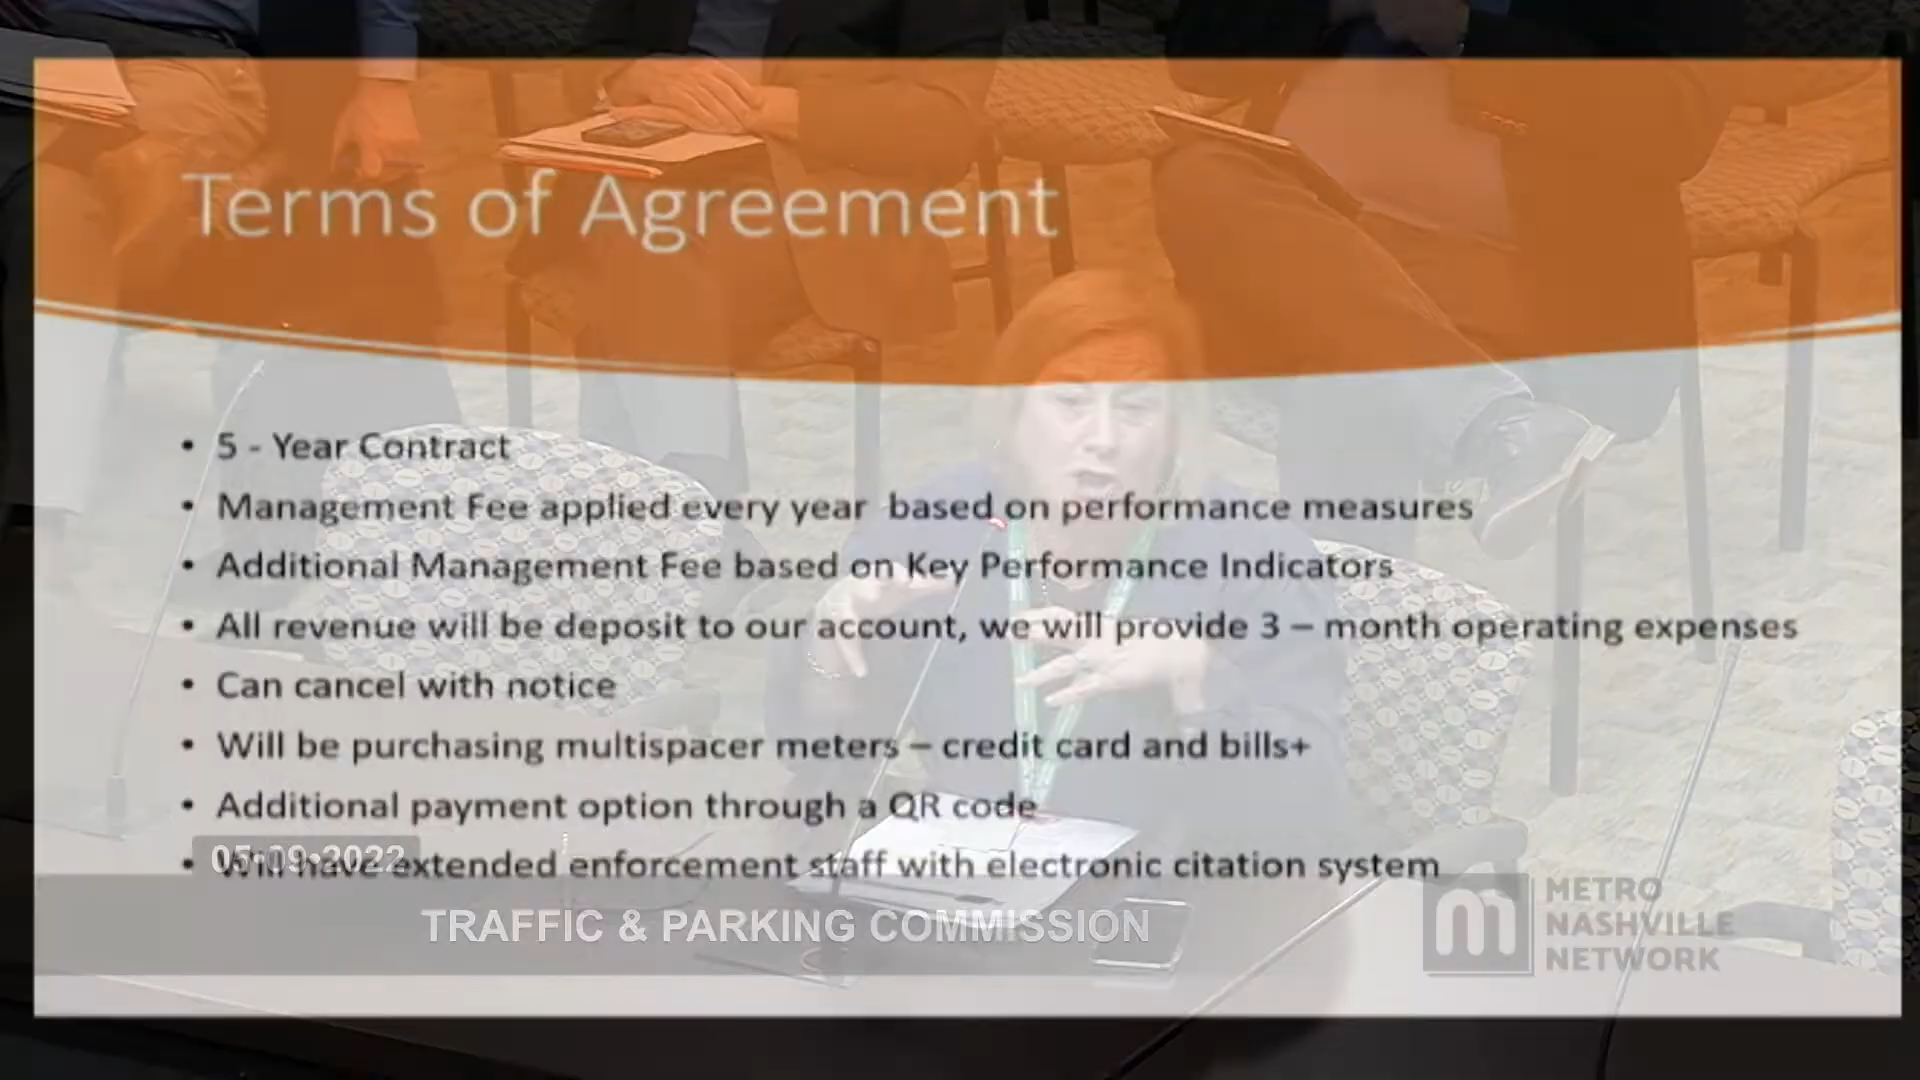 Terms of Agreement
• 5 - Year Contract
• Management Fee applied every year based on performance measures
• Additional Management Fee based on Key Performance Indicators
• All revenue will be deposit to our account, we will provide 3 – month operating expenses
• Can cancel with notice
• Will be purchasing multispacer meters – credit card and bills+
• Additional payment option through a QR code
• Will have extended enforcement staff with electronic citation system
05•09•2022
TRAFFIC & PARKING COMMISSION
m METRO
NASHVILLE
NETWORK